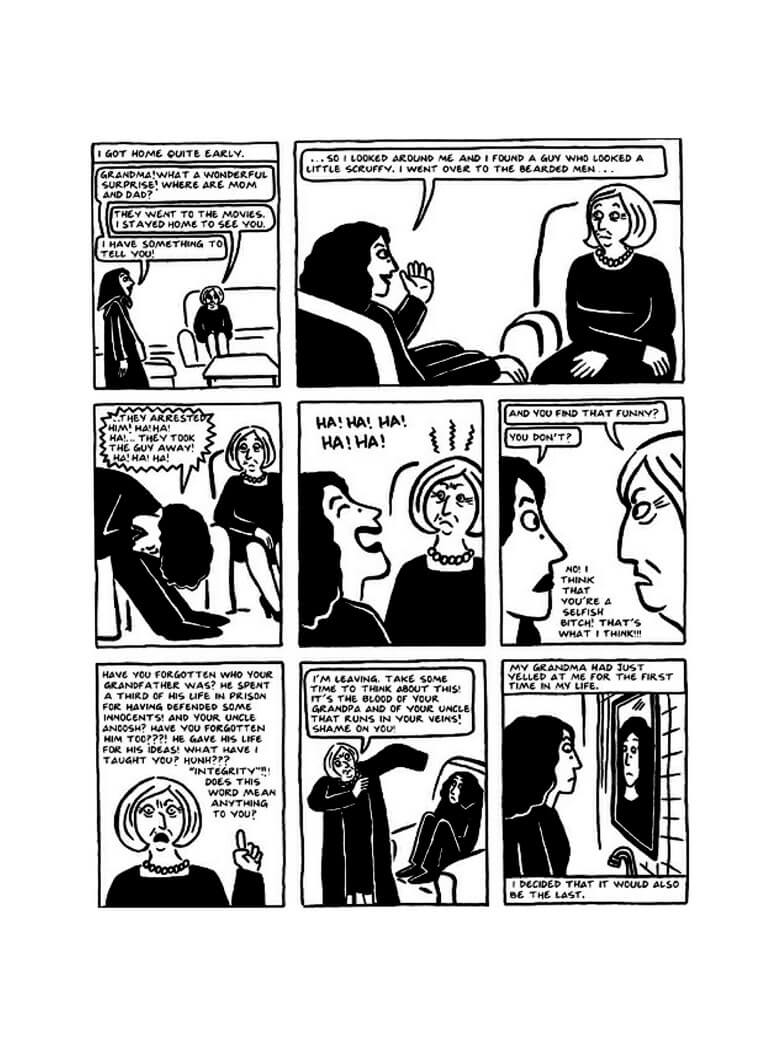 I GOT HOME QUITE EARLY.
GRANDMA! WHAT A WONDERFUL
SURPRISE! WHERE ARE MOM
AND DAD?
THEY WENT TO THE MOVIES.
I STAYED HOME TO SEE YOU.
I HAVE SOMETHING TO
TELL YOU!
...SO I LOOKED AROUND ME AND I FOUND A GUY WHO LOOKED A
LITTLE SCRUFFY. I WENT OVER TO THE BEARDED MEN...
...THEY ARRESTED
HIM! HA!HA!
HA!... THEY TOOK
THE GUY AWAY!
HA! HA! HA!
HA! HA! HA!
HA! HA!
AND YOU FIND THAT FUNNY?
YOU DON'T?
NO! I
THINK
THAT
YOU'RE A
SELFISH
BITCH! THAT'S
WHAT I THINK!!!
HAVE YOU FORGOTTEN WHO YOUR
GRANDFATHER WAS? HE SPENT
A THIRD OF HIS LIFE IN PRISON
FOR HAVING DEFENDED SOME
INNOCENTS! AND YOUR UNCLE
ANOOSH? HAVE YOU FORGOTTEN
HIM TOO???! HE GAVE HIS LIFE
FOR HIS IDEAS! WHAT HAVE I
TAUGHT YOU? HUNH???
"INTEGRITY"!!!
DOES THIS
WORD MEAN
ANYTHING
TO YOU?
I'M LEAVING. TAKE SOME
TIME TO THINK ABOUT THIS!
IT'S THE BLOOD OF YOUR
GRANDPA AND OF YOUR UNCLE
THAT RUNS IN YOUR VEINS!
SHAME ON YOU!
MY GRANDMA HAD JUST
YELLED AT ME FOR THE FIRST
TIME IN MY LIFE.
I DECIDED THAT IT WOULD ALSO
BE THE LAST.